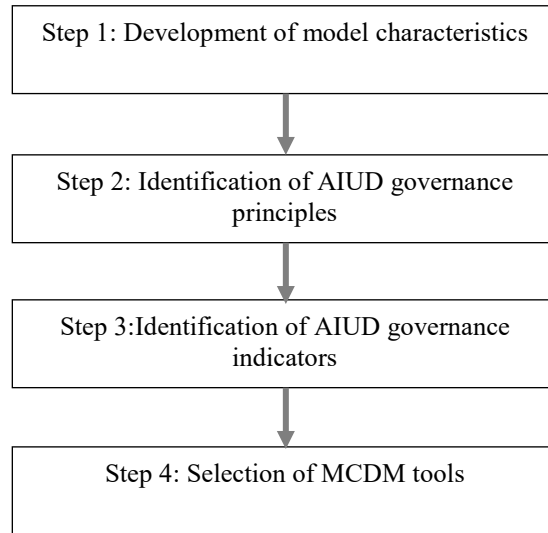 Step 1: Development of model characteristics
Step 2: Identification of AIUD governance
principles
Step 3:Identification of AIUD governance
indicators
Step 4: Selection of MCDM tools